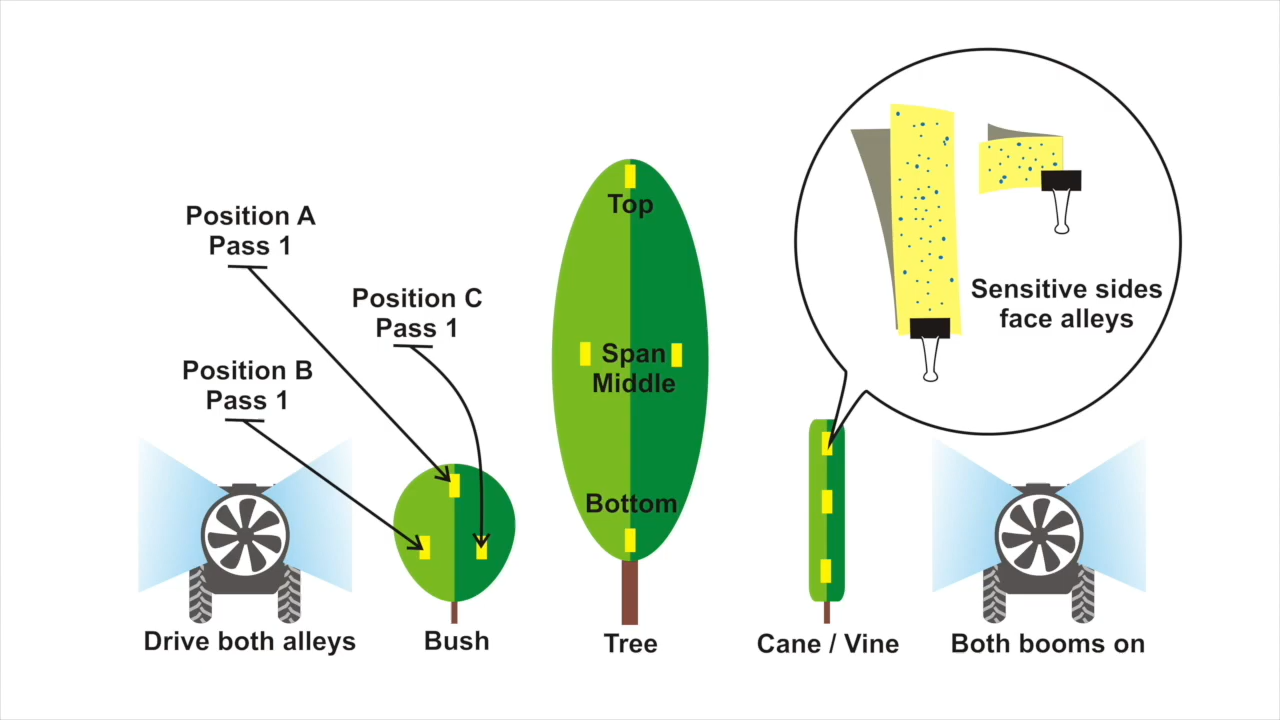 Position A
Pass 1
Position C
Pass 1
Position B
Pass 1
Top
Span
Middle
Bottom
Sensitive sides
face alleys
Drive both alleys
Bush
Tree
Cane / Vine
Both booms on